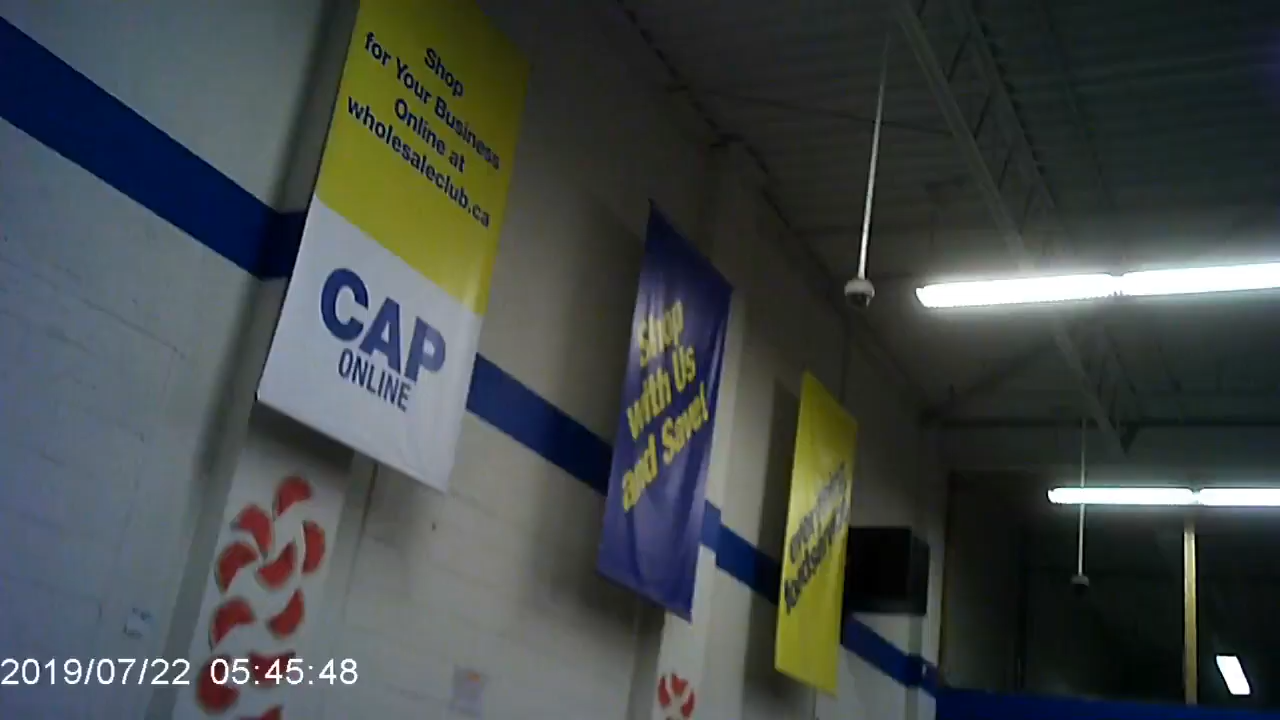 Shop
for Your Business
Online at
wholesaleclub.ca
CAP
ONLINE
Shop
with Us
and Save!
2019/07/22 05:45:48